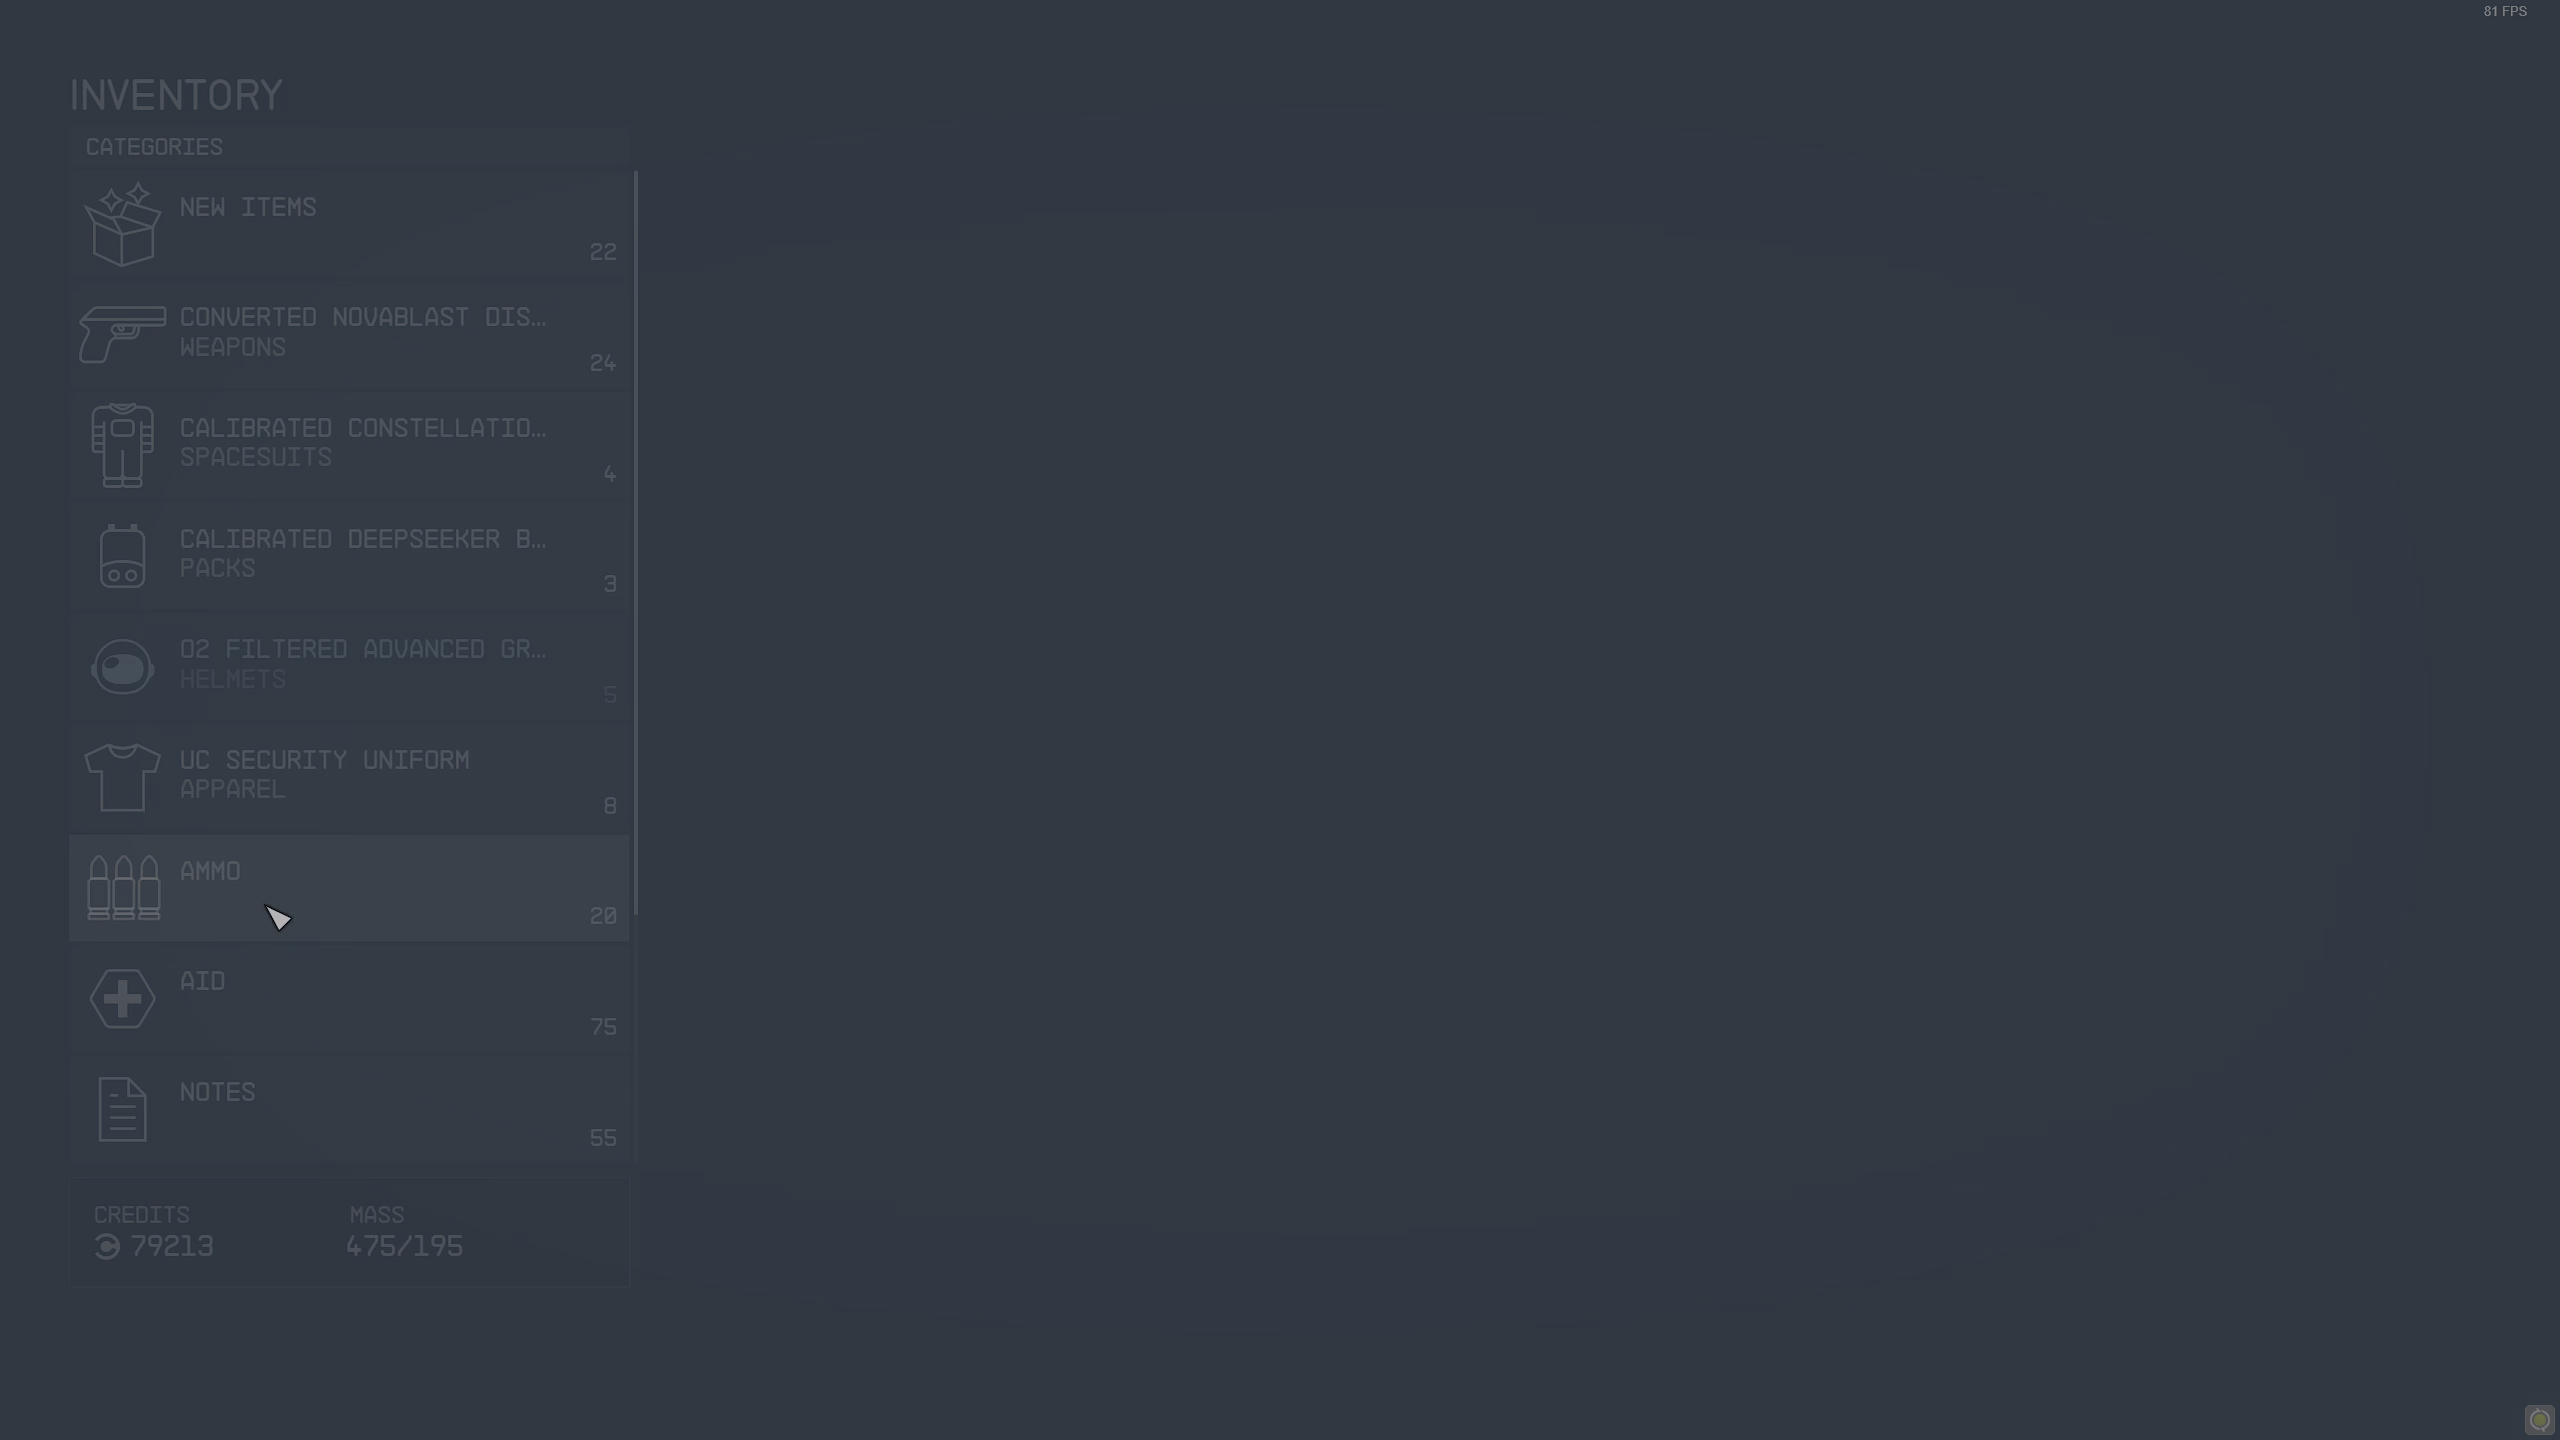 81 FPS
INVENTORY
CATEGORIES
NEW ITEMS
22
CONVERTED NOVABLAST DIS...
WEAPONS
24
CALIBRATED CONSTELLATIO...
SPACESUITS
4
CALIBRATED DEEPSEEKER B...
PACKS
3
O2 FILTERED ADVANCED GR...
HELMETS
5
UC SECURITY UNIFORM
APPAREL
8
AMMO
20
AID
75
NOTES
55
CREDITS MASS
79213 475/195